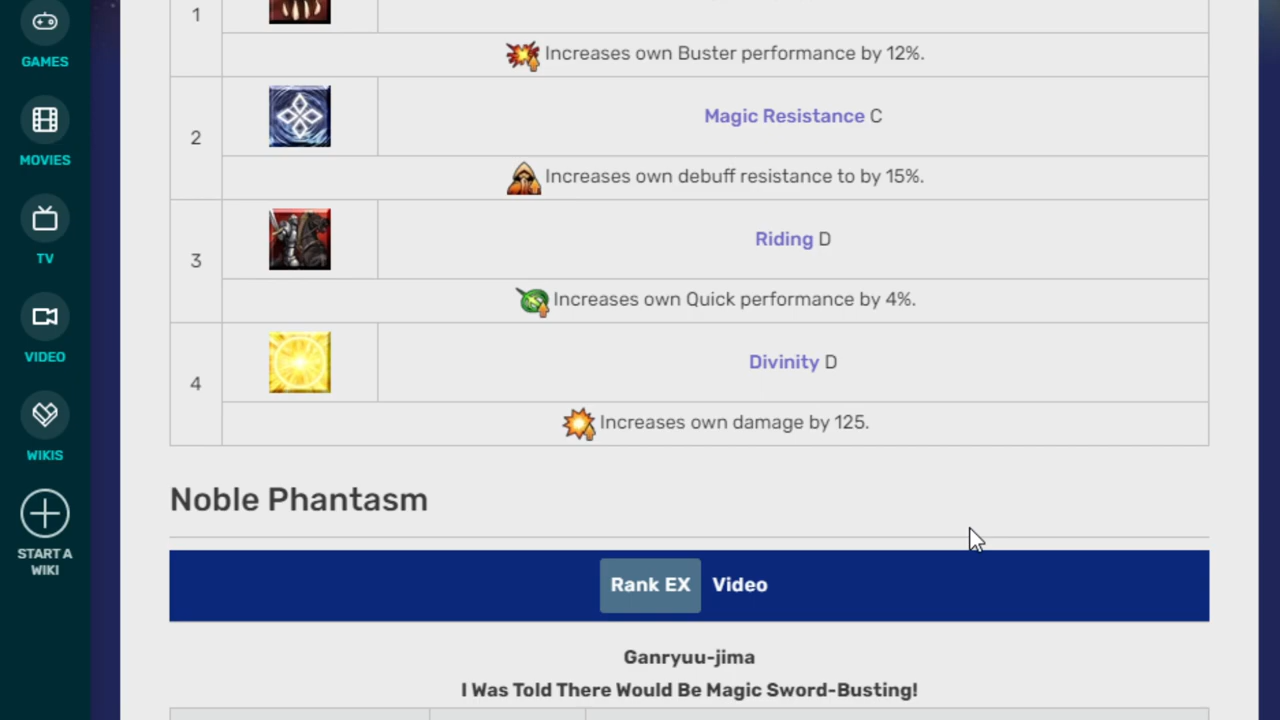 GAMES
MOVIES
TV
VIDEO
WIKIS
START A
WIKI
1
Increases own Buster performance by 12%.
2
Magic Resistance C
Increases own debuff resistance to by 15%.
3
Riding D
Increases own Quick performance by 4%.
4
Divinity D
Increases own damage by 125.
Noble Phantasm
Rank EX Video
Ganryuu-jima
I Was Told There Would Be Magic Sword-Busting!